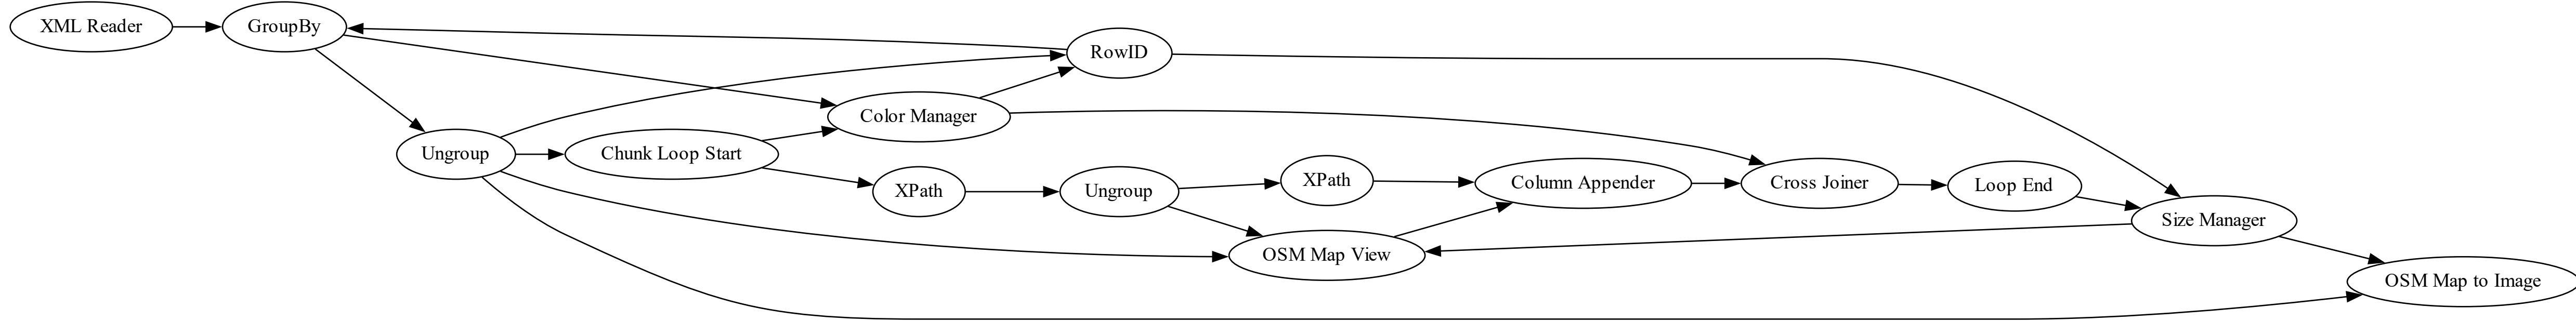 XML Reader
GroupBy
RowID
Color Manager
Ungroup
Chunk Loop Start
XPath
Ungroup
XPath
Column Appender
Cross Joiner
Loop End
Size Manager
OSM Map View
OSM Map to Image